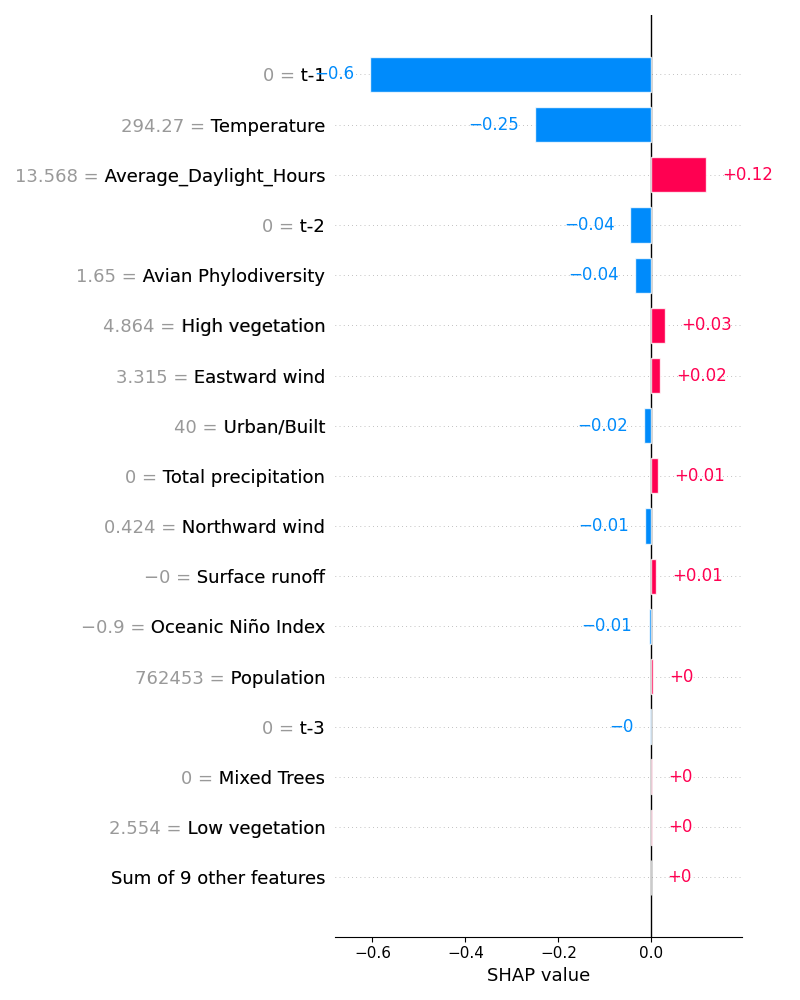 0 = t-1 −0.6
294.27 = Temperature −0.25
13.568 = Average_Daylight_Hours +0.12
0 = t-2 −0.04
1.65 = Avian Phylodiversity −0.04
4.864 = High vegetation +0.03
3.315 = Eastward wind +0.02
40 = Urban/Built −0.02
0 = Total precipitation +0.01
0.424 = Northward wind −0.01
−0 = Surface runoff +0.01
−0.9 = Oceanic Niño Index −0.01
762453 = Population +0
0 = t-3 −0
0 = Mixed Trees +0
2.554 = Low vegetation +0
Sum of 9 other features +0
−0.6 −0.4 −0.2 0.0
SHAP value